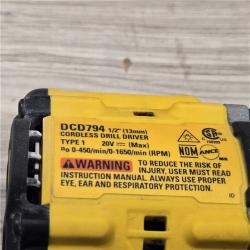 DCD794 1/2" (13mm)
CORDLESS DRILL DRIVER
TYPE 1 20V ⎓ (Max)
n₀ 0-450/min/0-1650/min (RPM)
NOM
ANCE
WARNING TO REDUCE THE RISK OF
INJURY, USER MUST READ
INSTRUCTION MANUAL. ALWAYS USE PROPER
EYE, EAR AND RESPIRATORY PROTECTION.